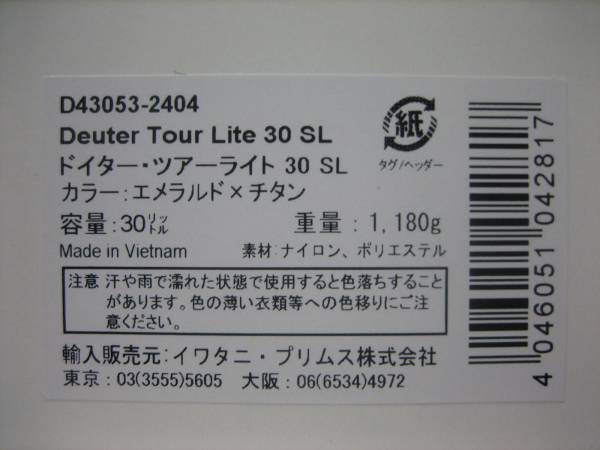 D43053-2404
Deuter Tour Lite 30 SL
ドイター・ツアーライト 30 SL
カラー：エメラルド×チタン
容量：30リットル 重量：1,180g
Made in Vietnam 素材：ナイロン、ポリエステル
注意 汗や雨で濡れた状態で使用すると色落ちすること
があります。色の薄い衣類等への色移りにご注
意ください。
輸入販売元：イワタニ・プリムス株式会社
東京：03(3555)5605 大阪：06(6534)4972
紙
タグ/ヘッダー
4 046051 042817